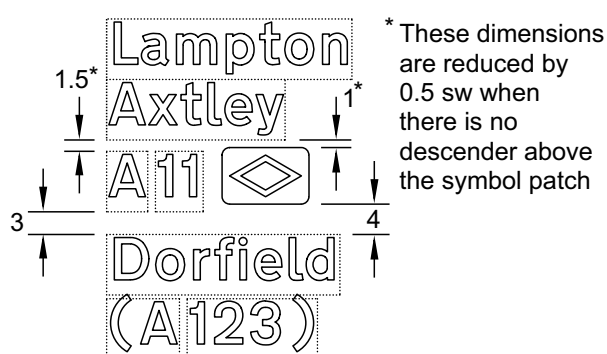 Lampton
Axtley
A 11
Dorfield
(A 123)
1.5*
1*
3
4
* These dimensions
are reduced by
0.5 sw when
there is no
descender above
the symbol patch